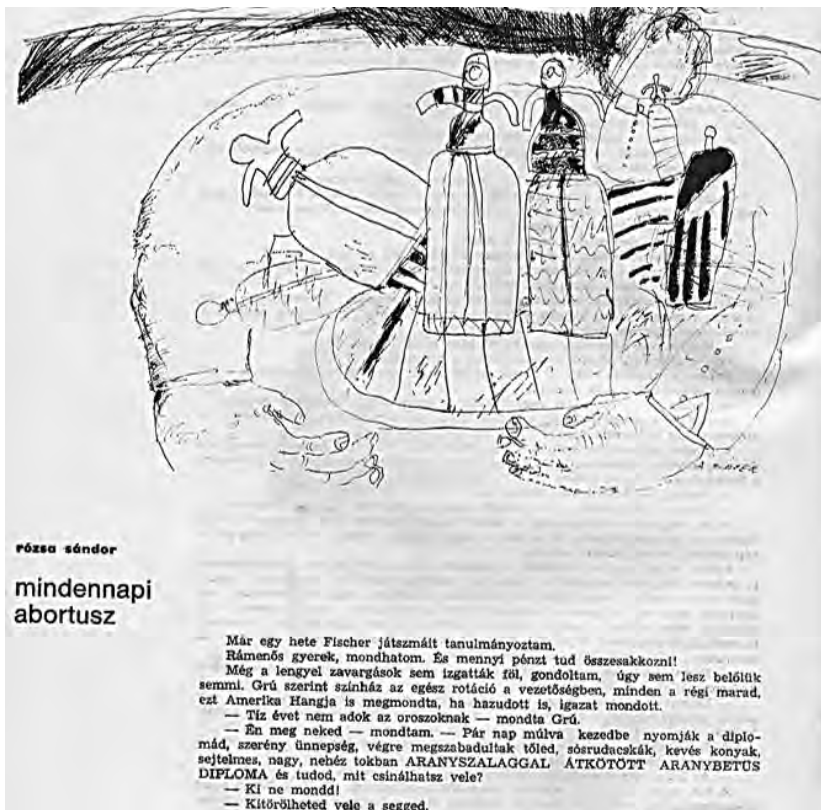 rózsa sándor
mindennapi
abortusz
Már egy hete Fischer játszmáit tanulmányoztam.
Rámenős gyerek, mondhatom. És mennyi pénzt tud összesakkozni!
Még a lengyel zavargások sem izgatták föl, gondoltam, úgy sem lesz belőlük
semmi. Grú szerint színház az egész rotáció a vezetőségben, minden a régi marad,
ezt Amerika Hangja is megmondta, ha hazudott is, igazat mondott.
— Tíz évet nem adok az oroszoknak — mondta Grú.
— Én meg neked — mondtam. — Pár nap múlva kezedbe nyomják a diplo-
mád, szerény ünnepség, végre megszabadultak tőled, sósrudacskák, kevés konyak,
sejtelmes, nagy, nehéz tokban ARANYSZALAGGAL ÁTKÖTÖTT ARANYBETŰS
DIPLOMA és tudod, mit csinálhatsz vele?
— Ki ne mondd!
— Kitörölheted vele a segged.